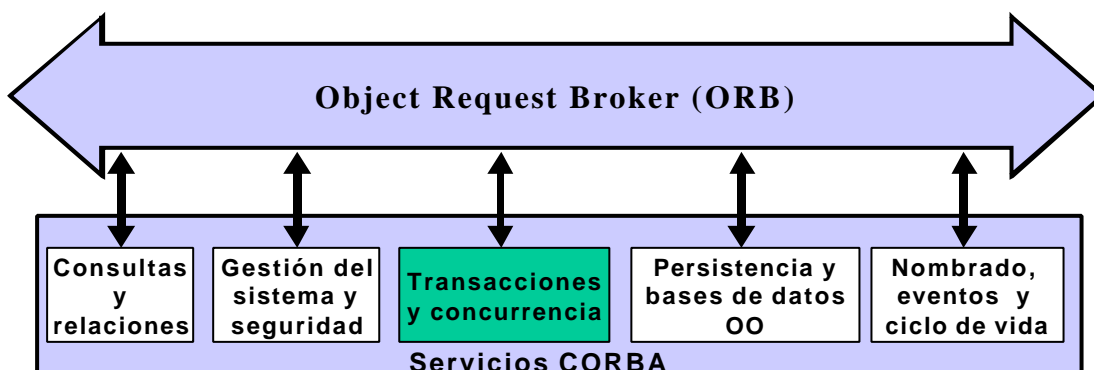 Object Request Broker (ORB)
Consultas
y
relaciones
Gestión del
sistema y
seguridad
Transacciones
y concurrencia
Persistencia y
bases de datos
OO
Nombrado,
eventos y
ciclo de vida
Servicios CORBA